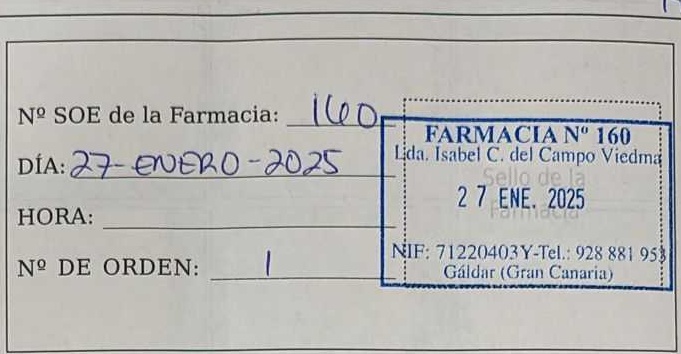 Nº SOE de la Farmacia: 160
DÍA: 27-ENERO-2025
HORA:
Nº DE ORDEN: 1
FARMACIA Nº 160
Lda. Isabel C. del Campo Viedma
Sello de la
27 ENE. 2025
Farmacia
NIF: 71220403Y-Tel.: 928 881 953
Gáldar (Gran Canaria)